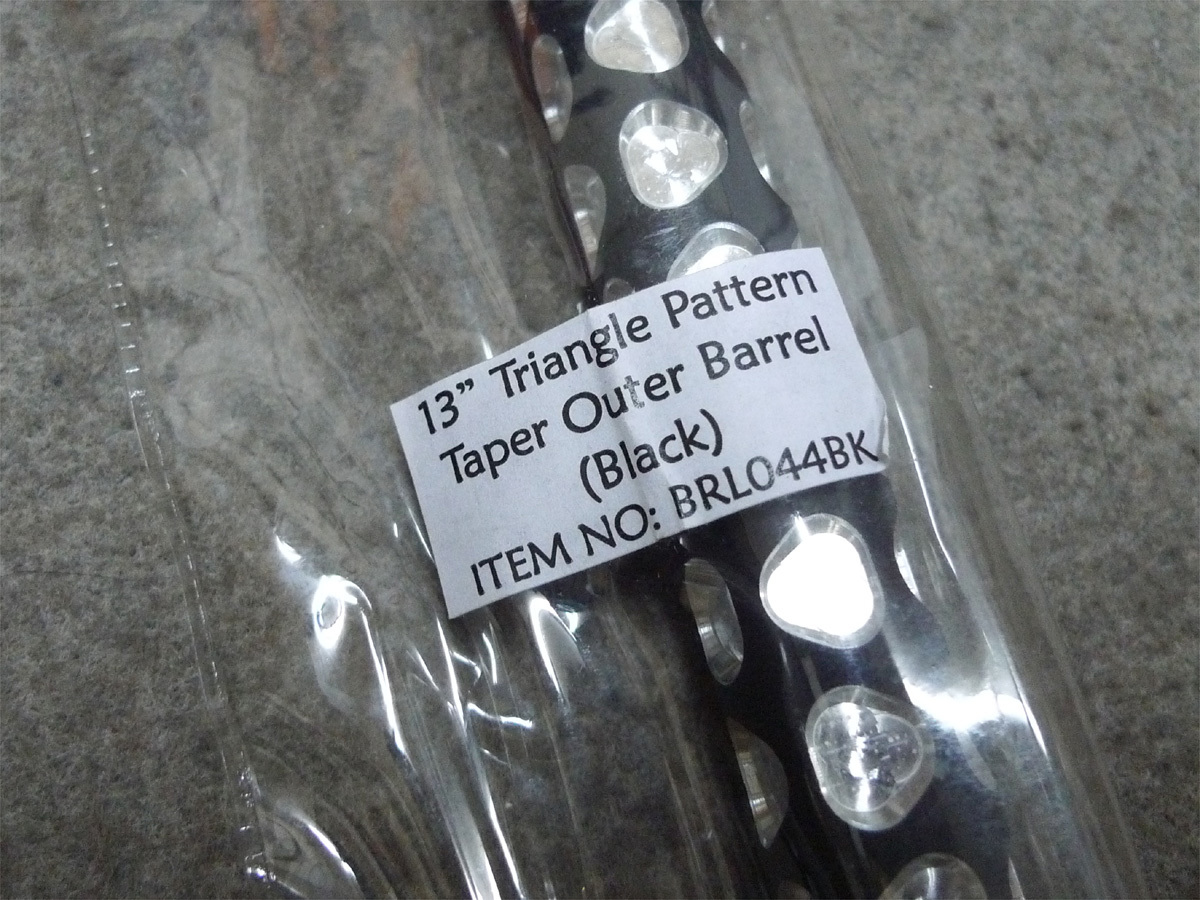 13” Triangle Pattern
Taper Outer Barrel
(Black)
ITEM NO: BRL044BK